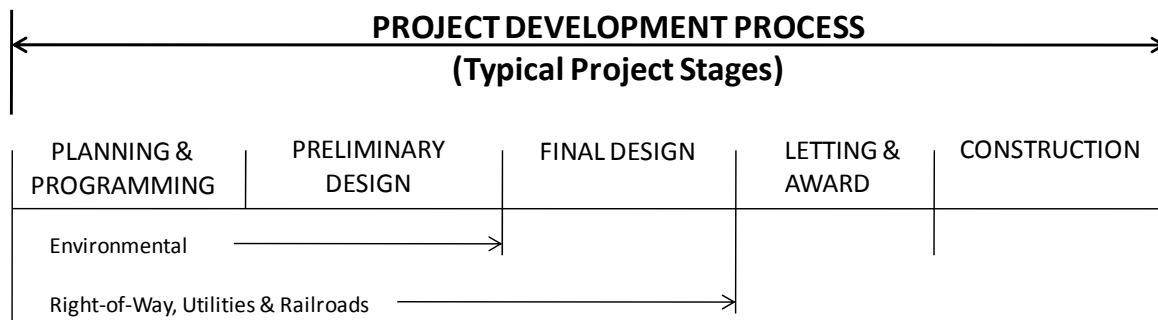 PROJECT DEVELOPMENT PROCESS
(Typical Project Stages)
PLANNING &
PROGRAMMING
PRELIMINARY
DESIGN
FINAL DESIGN
LETTING &
AWARD
CONSTRUCTION
Environmental
Right-of-Way, Utilities & Railroads